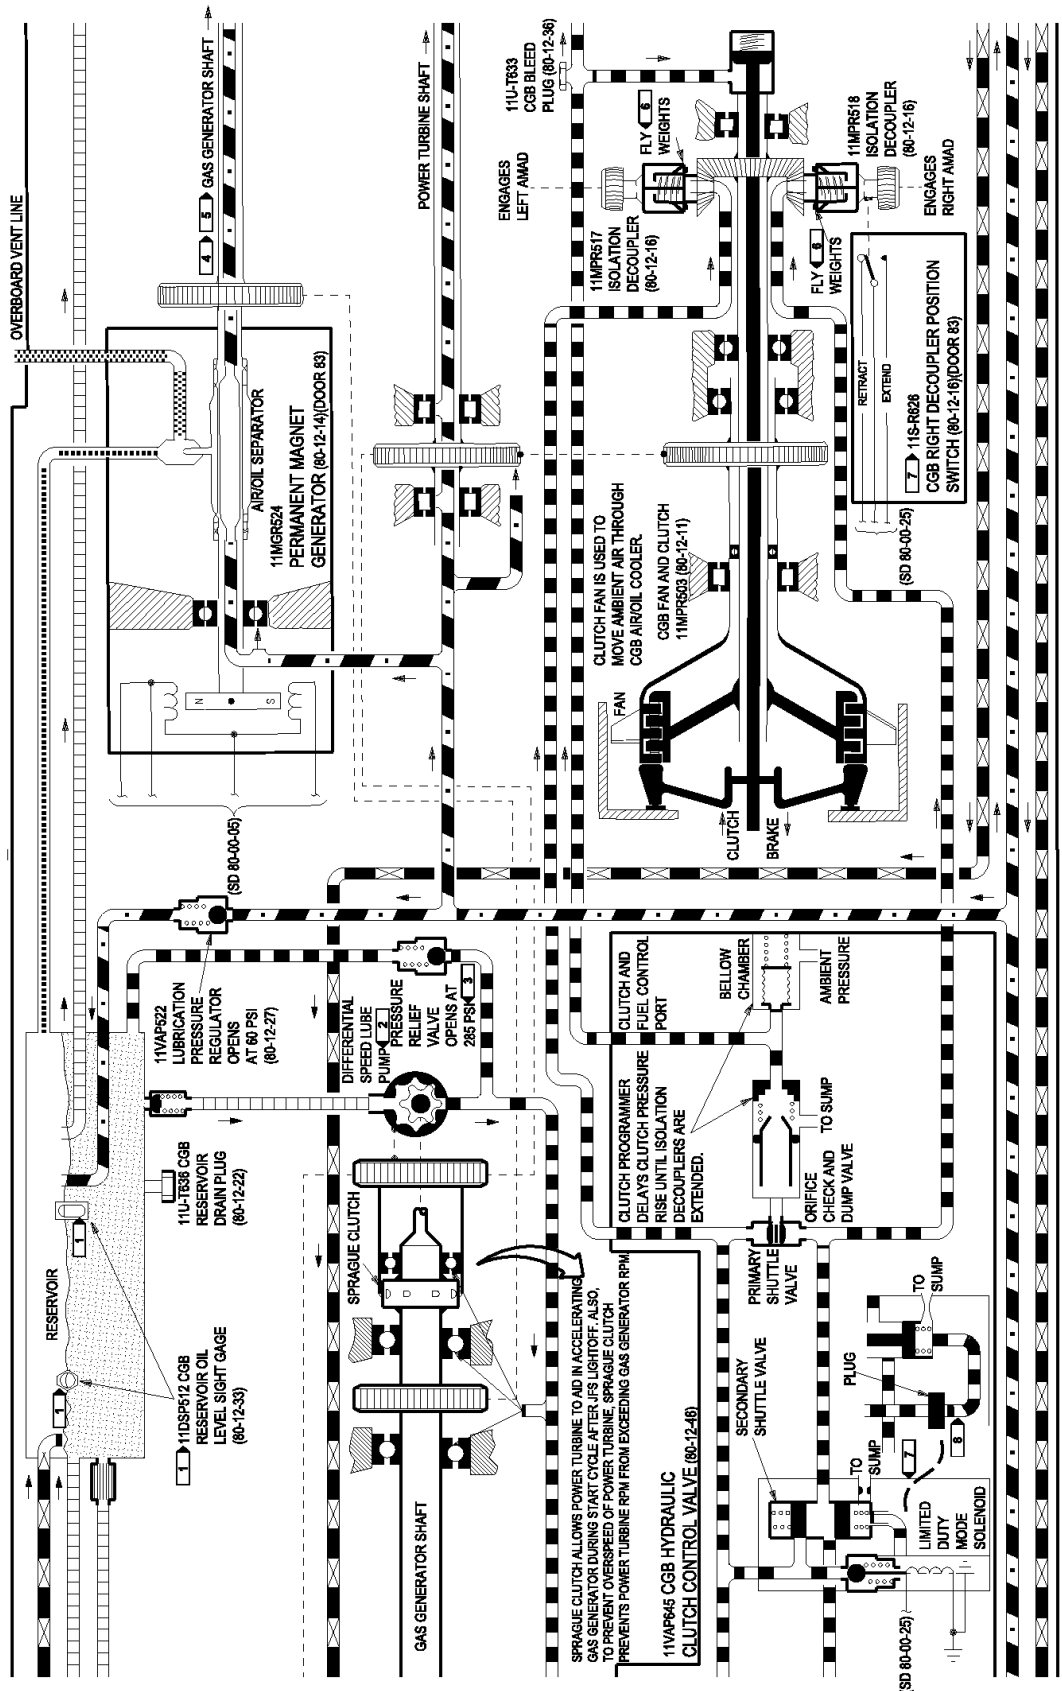 OVERBOARD VENT LINE
4
5
GAS GENERATOR SHAFT
AIR/OIL SEPARATOR
11MGR524
PERMANENT MAGNET
GENERATOR (80-12-14)(DOOR 83)
N
S
(SD 80-00-05)
POWER TURBINE SHAFT
11U-T633
CGB BLEED
PLUG (80-12-36)
FLY 6
WEIGHTS
11MPR518
ISOLATION
DECOUPLER
(80-12-16)
ENGAGES
LEFT AMAD
ENGAGES
RIGHT AMAD
11MPR517
ISOLATION
DECOUPLER
(80-12-16)
FLY 6
WEIGHTS
RETRACT
EXTEND
7 11S-R626
CGB RIGHT DECOUPLER POSITION
SWITCH (80-12-16)(DOOR 83)
(SD 80-00-25)
CLUTCH FAN IS USED TO
MOVE AMBIENT AIR THROUGH
CGB AIR/OIL COOLER.
CGB FAN AND CLUTCH
11MPR503 (80-12-11)
FAN
CLUTCH
BRAKE
11VAP522
LUBRICATION
PRESSURE
REGULATOR
OPENS
AT 60 PSI
(80-12-27)
DIFFERENTIAL
SPEED LUBE
PUMP 2
PRESSURE
RELIEF
VALVE
OPENS AT
285 PSI 3
RESERVOIR
1
1
11U-T636 CGB
RESERVOIR
DRAIN PLUG
(80-12-22)
1 11DSP512 CGB
RESERVOIR OIL
LEVEL SIGHT GAGE
(80-12-33)
SPRAGUE CLUTCH
GAS GENERATOR SHAFT
SPRAGUE CLUTCH ALLOWS POWER TURBINE TO AID IN ACCELERATING
GAS GENERATOR DURING START CYCLE AFTER JFS LIGHTOFF. ALSO,
TO PREVENT OVERSPEED OF POWER TURBINE, SPRAGUE CLUTCH
PREVENTS POWER TURBINE RPM FROM EXCEEDING GAS GENERATOR RPM.
CLUTCH AND
FUEL CONTROL
PORT
BELLOW
CHAMBER
AMBIENT
PRESSURE
CLUTCH PROGRAMMER
DELAYS CLUTCH PRESSURE
RISE UNTIL ISOLATION
DECOUPLERS ARE
EXTENDED.
TO SUMP
ORIFICE
CHECK AND
DUMP VALVE
PRIMARY
SHUTTLE
VALVE
SECONDARY
SHUTTLE VALVE
TO
SUMP
PLUG
8
7
TO
SUMP
LIMITED
DUTY
MODE
SOLENOID
11VAP645 CGB HYDRAULIC
CLUTCH CONTROL VALVE (80-12-46)
(SD 80-00-25)